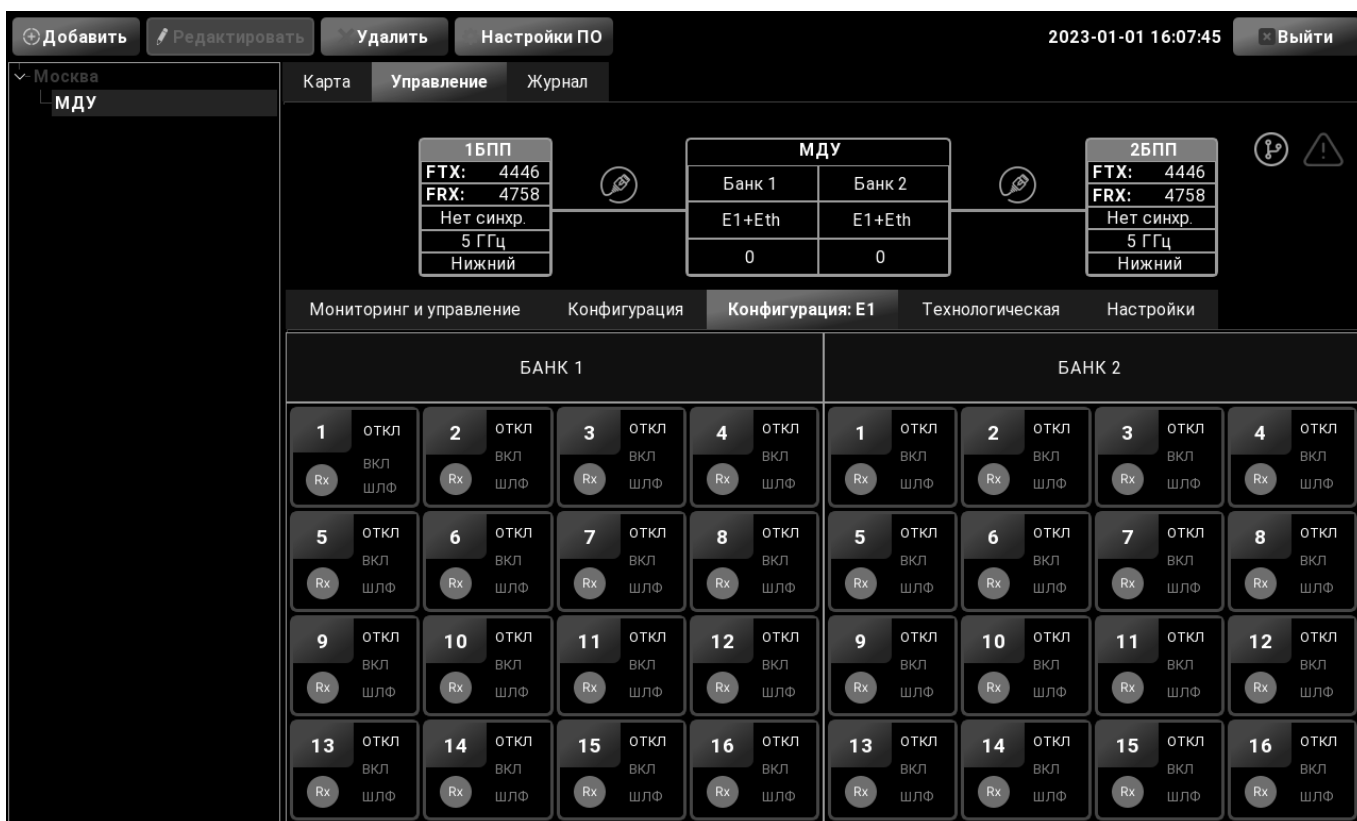 Добавить Редактировать Удалить Настройки ПО 2023-01-01 16:07:45 Выйти
Москва
МДУ
Карта Управление Журнал
1БПП МДУ 2БПП
FTX: 4446 Банк 1 Банк 2 FTX: 4446
FRX: 4758 FRX: 4758
Нет синхр. E1+Eth E1+Eth Нет синхр.
5 ГГц 0 0 5 ГГц
Нижний Нижний
Мониторинг и управление Конфигурация Конфигурация: E1 Технологическая Настройки
БАНК 1 БАНК 2
1 ОТКЛ 2 ОТКЛ 3 ОТКЛ 4 ОТКЛ 1 ОТКЛ 2 ОТКЛ 3 ОТКЛ 4 ОТКЛ
ВКЛ ВКЛ ВКЛ ВКЛ ВКЛ ВКЛ ВКЛ ВКЛ
Rx ШЛФ Rx ШЛФ Rx ШЛФ Rx ШЛФ Rx ШЛФ Rx ШЛФ Rx ШЛФ Rx ШЛФ
5 ОТКЛ 6 ОТКЛ 7 ОТКЛ 8 ОТКЛ 5 ОТКЛ 6 ОТКЛ 7 ОТКЛ 8 ОТКЛ
ВКЛ ВКЛ ВКЛ ВКЛ ВКЛ ВКЛ ВКЛ ВКЛ
Rx ШЛФ Rx ШЛФ Rx ШЛФ Rx ШЛФ Rx ШЛФ Rx ШЛФ Rx ШЛФ Rx ШЛФ
9 ОТКЛ 10 ОТКЛ 11 ОТКЛ 12 ОТКЛ 9 ОТКЛ 10 ОТКЛ 11 ОТКЛ 12 ОТКЛ
ВКЛ ВКЛ ВКЛ ВКЛ ВКЛ ВКЛ ВКЛ ВКЛ
Rx ШЛФ Rx ШЛФ Rx ШЛФ Rx ШЛФ Rx ШЛФ Rx ШЛФ Rx ШЛФ Rx ШЛФ
13 ОТКЛ 14 ОТКЛ 15 ОТКЛ 16 ОТКЛ 13 ОТКЛ 14 ОТКЛ 15 ОТКЛ 16 ОТКЛ
ВКЛ ВКЛ ВКЛ ВКЛ ВКЛ ВКЛ ВКЛ ВКЛ
Rx ШЛФ Rx ШЛФ Rx ШЛФ Rx ШЛФ Rx ШЛФ Rx ШЛФ Rx ШЛФ Rx ШЛФ